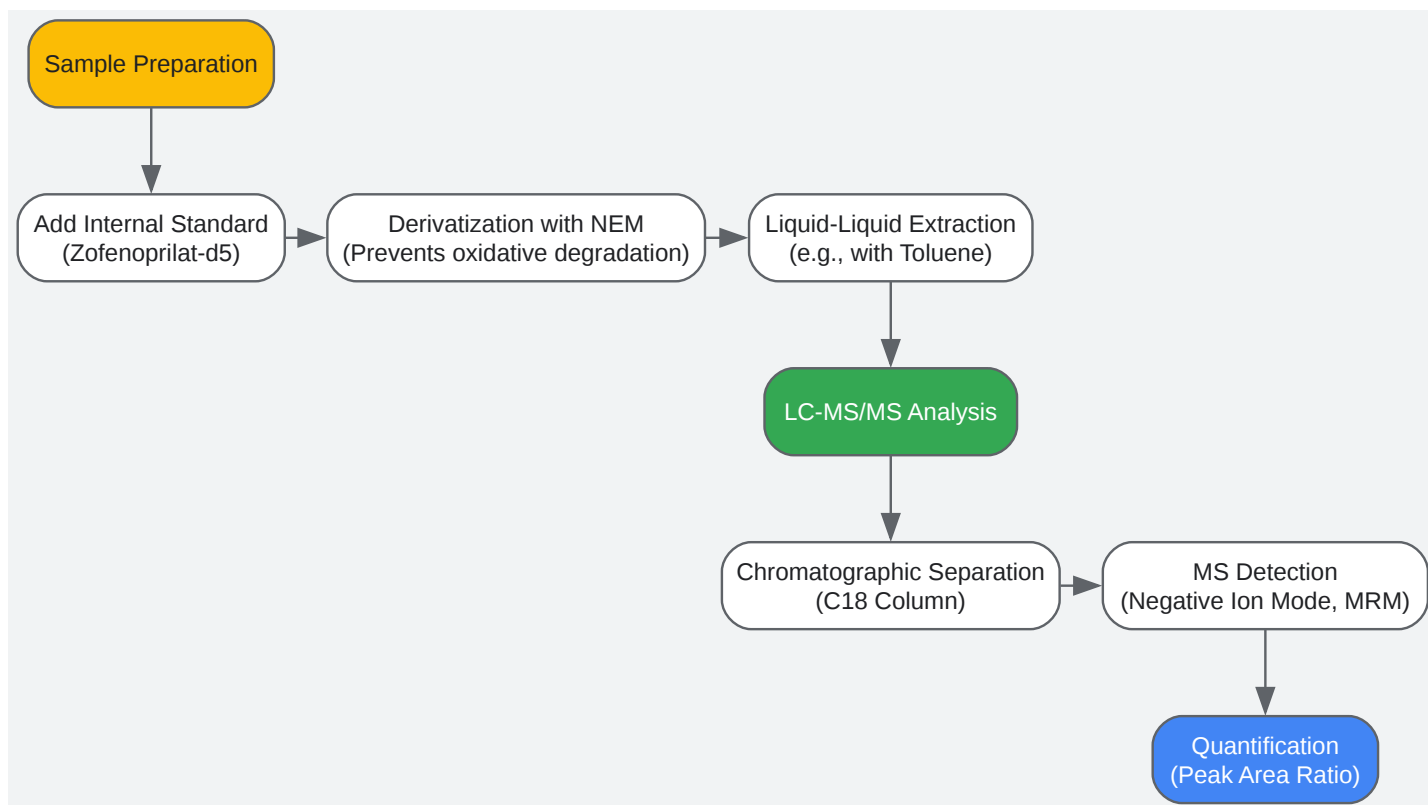 Sample Preparation
Add Internal Standard
(Zofenoprilat-d5)
Derivatization with NEM
(Prevents oxidative degradation)
Liquid-Liquid Extraction
(e.g., with Toluene)
LC-MS/MS Analysis
Chromatographic Separation
(C18 Column)
MS Detection
(Negative Ion Mode, MRM)
Quantification
(Peak Area Ratio)